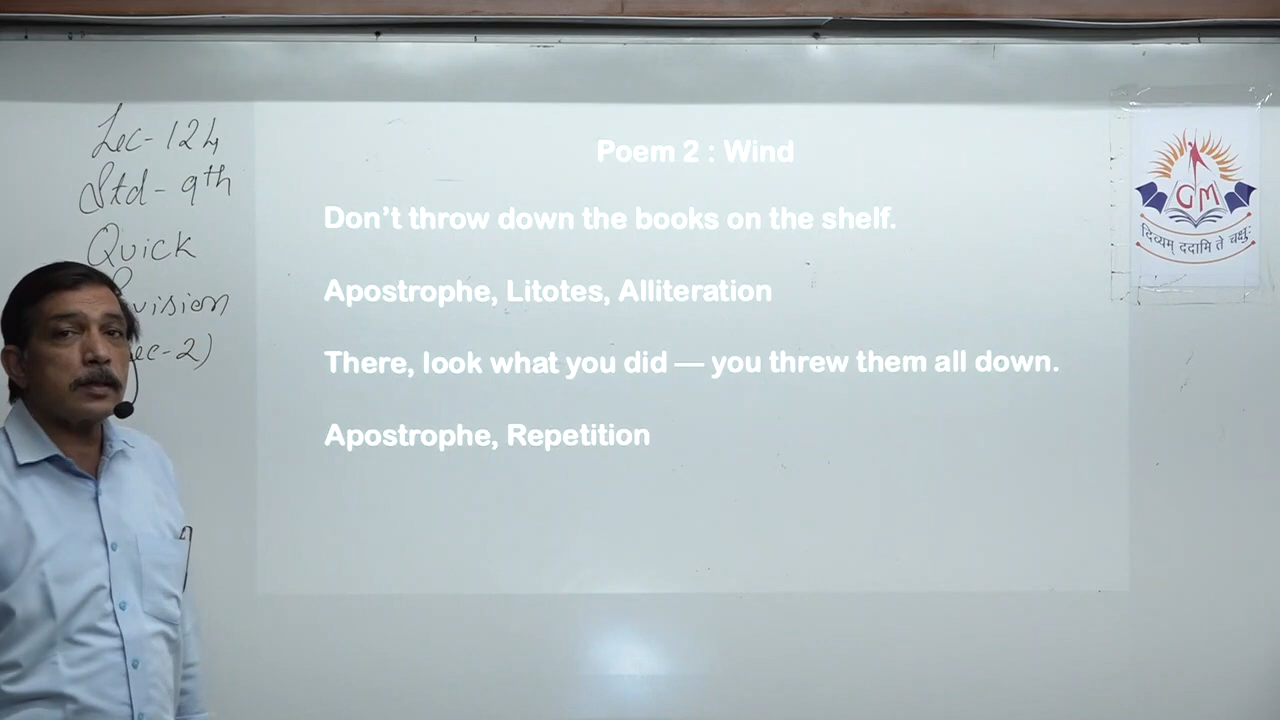 Lec-124
Std-9th
Quick
vision
ec-2)
Poem 2 : Wind
Don’t throw down the books on the shelf.
Apostrophe, Litotes, Alliteration
There, look what you did — you threw them all down.
Apostrophe, Repetition
GM
दिव्यम् ददामि ते चक्षुः